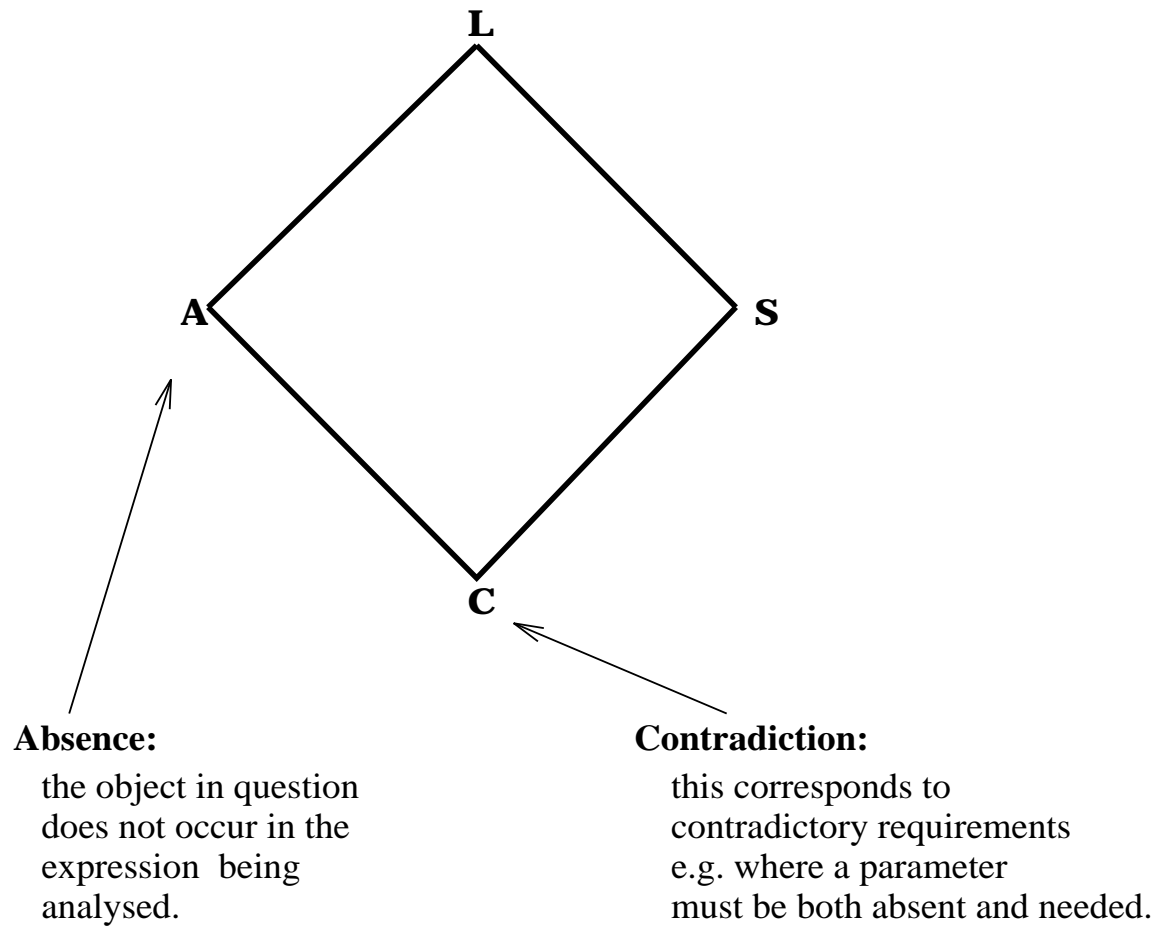 L
A
S
C
Absence:
the object in question
does not occur in the
expression being
analysed.
Contradiction:
this corresponds to
contradictory requirements
e.g. where a parameter
must be both absent and needed.